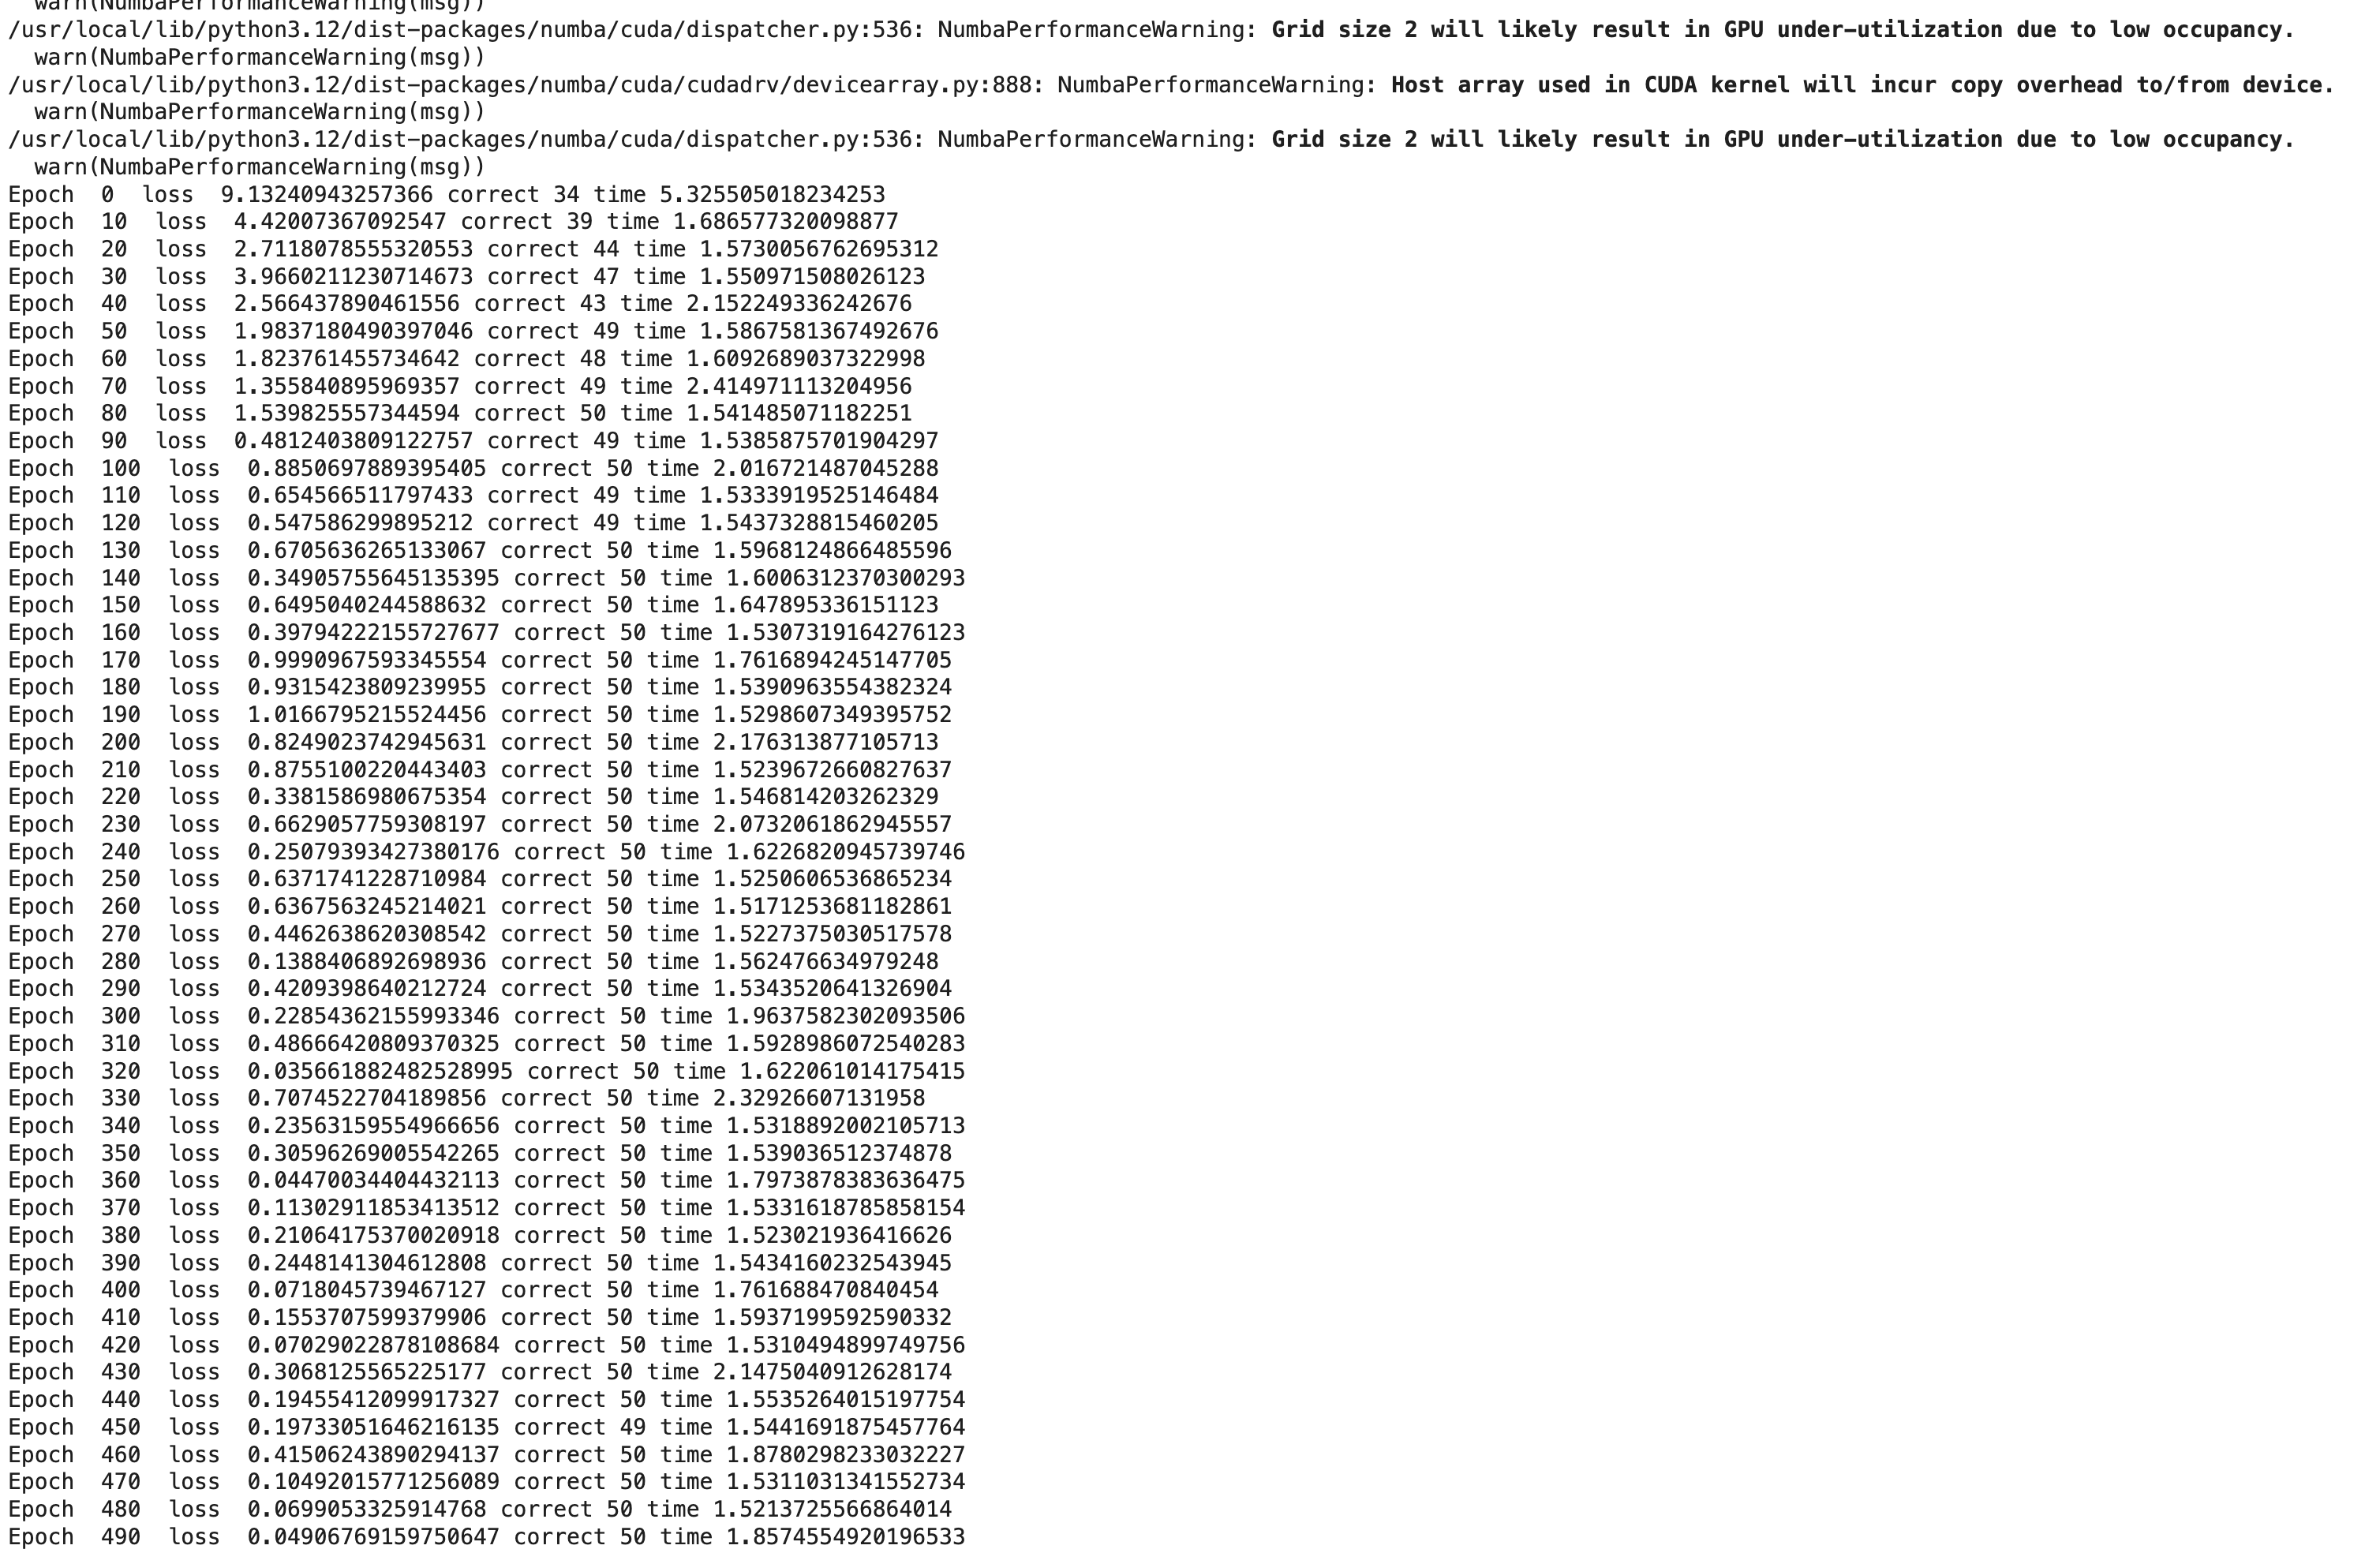 warn(NumbaPerformanceWarning(msg))
/usr/local/lib/python3.12/dist-packages/numba/cuda/dispatcher.py:536: NumbaPerformanceWarning: Grid size 2 will likely result in GPU under-utilization due to low occupancy.
  warn(NumbaPerformanceWarning(msg))
/usr/local/lib/python3.12/dist-packages/numba/cuda/cudadrv/devicearray.py:888: NumbaPerformanceWarning: Host array used in CUDA kernel will incur copy overhead to/from device.
  warn(NumbaPerformanceWarning(msg))
/usr/local/lib/python3.12/dist-packages/numba/cuda/dispatcher.py:536: NumbaPerformanceWarning: Grid size 2 will likely result in GPU under-utilization due to low occupancy.
  warn(NumbaPerformanceWarning(msg))
Epoch  0  loss  9.13240943257366 correct 34 time 5.325505018234253
Epoch  10  loss  4.42007367092547 correct 39 time 1.686577320098877
Epoch  20  loss  2.7118078555320553 correct 44 time 1.5730056762695312
Epoch  30  loss  3.9660211230714673 correct 47 time 1.550971508026123
Epoch  40  loss  2.566437890461556 correct 43 time 2.152249336242676
Epoch  50  loss  1.9837180490397046 correct 49 time 1.5867581367492676
Epoch  60  loss  1.823761455734642 correct 48 time 1.6092689037322998
Epoch  70  loss  1.355840895969357 correct 49 time 2.414971113204956
Epoch  80  loss  1.539825557344594 correct 50 time 1.541485071182251
Epoch  90  loss  0.4812403809122757 correct 49 time 1.5385875701904297
Epoch  100  loss  0.8850697889395405 correct 50 time 2.016721487045288
Epoch  110  loss  0.654566511797433 correct 49 time 1.5333919525146484
Epoch  120  loss  0.547586299895212 correct 49 time 1.5437328815460205
Epoch  130  loss  0.6705636265133067 correct 50 time 1.5968124866485596
Epoch  140  loss  0.34905755645135395 correct 50 time 1.6006312370300293
Epoch  150  loss  0.6495040244588632 correct 50 time 1.647895336151123
Epoch  160  loss  0.39794222155727677 correct 50 time 1.5307319164276123
Epoch  170  loss  0.9990967593345554 correct 50 time 1.7616894245147705
Epoch  180  loss  0.9315423809239955 correct 50 time 1.5390963554382324
Epoch  190  loss  1.0166795215524456 correct 50 time 1.5298607349395752
Epoch  200  loss  0.8249023742945631 correct 50 time 2.176313877105713
Epoch  210  loss  0.8755100220443403 correct 50 time 1.5239672660827637
Epoch  220  loss  0.3381586980675354 correct 50 time 1.546814203262329
Epoch  230  loss  0.6629057759308197 correct 50 time 2.0732061862945557
Epoch  240  loss  0.25079393427380176 correct 50 time 1.6226820945739746
Epoch  250  loss  0.6371741228710984 correct 50 time 1.5250606536865234
Epoch  260  loss  0.6367563245214021 correct 50 time 1.5171253681182861
Epoch  270  loss  0.4462638620308542 correct 50 time 1.5227375030517578
Epoch  280  loss  0.1388406892698936 correct 50 time 1.562476634979248
Epoch  290  loss  0.4209398640212724 correct 50 time 1.5343520641326904
Epoch  300  loss  0.22854362155993346 correct 50 time 1.9637582302093506
Epoch  310  loss  0.48666420809370325 correct 50 time 1.5928986072540283
Epoch  320  loss  0.035661882482528995 correct 50 time 1.622061014175415
Epoch  330  loss  0.7074522704189856 correct 50 time 2.32926607131958
Epoch  340  loss  0.23563159554966656 correct 50 time 1.5318892002105713
Epoch  350  loss  0.30596269005542265 correct 50 time 1.539036512374878
Epoch  360  loss  0.04470034404432113 correct 50 time 1.7973878383636475
Epoch  370  loss  0.11302911853413512 correct 50 time 1.5331618785858154
Epoch  380  loss  0.21064175370020918 correct 50 time 1.523021936416626
Epoch  390  loss  0.2448141304612808 correct 50 time 1.5434160232543945
Epoch  400  loss  0.0718045739467127 correct 50 time 1.761688470840454
Epoch  410  loss  0.1553707599379906 correct 50 time 1.5937199592590332
Epoch  420  loss  0.07029022878108684 correct 50 time 1.5310494899749756
Epoch  430  loss  0.3068125565225177 correct 50 time 2.1475040912628174
Epoch  440  loss  0.19455412099917327 correct 50 time 1.5535264015197754
Epoch  450  loss  0.19733051646216135 correct 49 time 1.5441691875457764
Epoch  460  loss  0.41506243890294137 correct 50 time 1.8780298233032227
Epoch  470  loss  0.10492015771256089 correct 50 time 1.5311031341552734
Epoch  480  loss  0.0699053325914768 correct 50 time 1.5213725566864014
Epoch  490  loss  0.04906769159750647 correct 50 time 1.8574554920196533